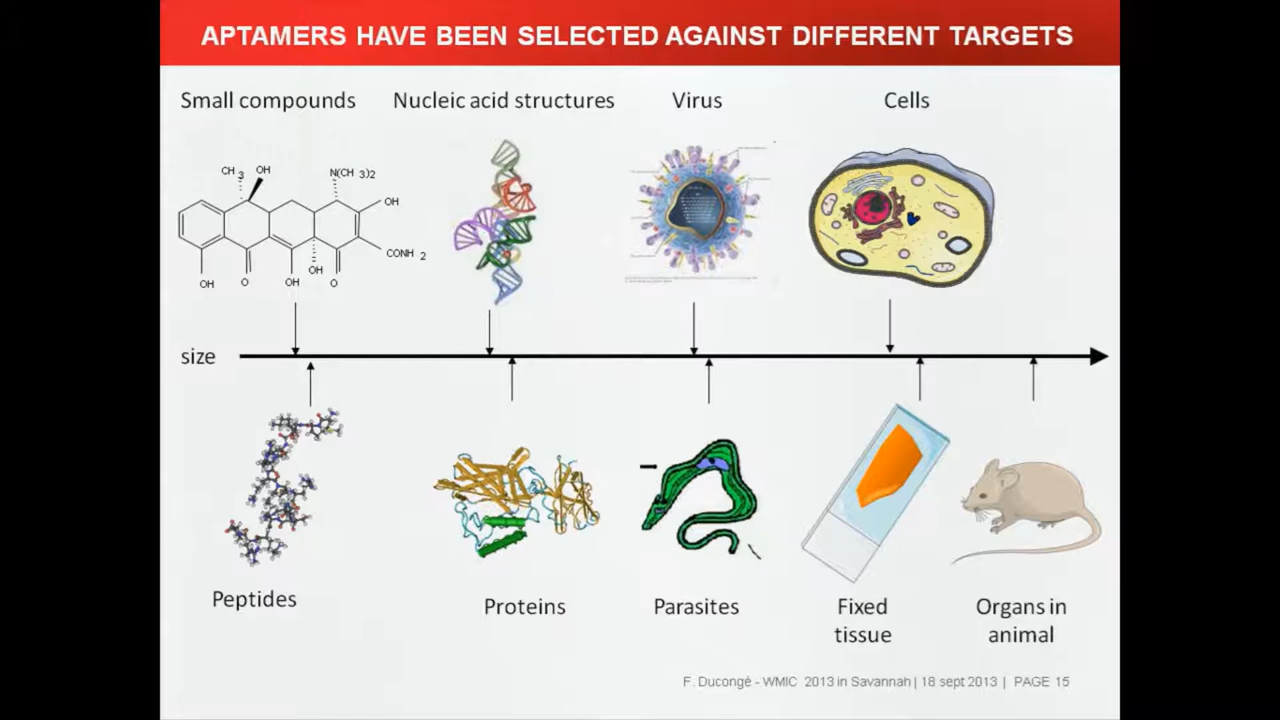 APTAMERS HAVE BEEN SELECTED AGAINST DIFFERENT TARGETS
Small compounds
Nucleic acid structures
Virus
Cells
CH 3
OH
N(CH 3)2
OH
CONH 2
OH
OH
O
OH
O
size
Peptides
Proteins
Parasites
Fixed
tissue
Organs in
animal
F. Ducongé - WMIC 2013 in Savannah | 18 sept 2013 | PAGE 15